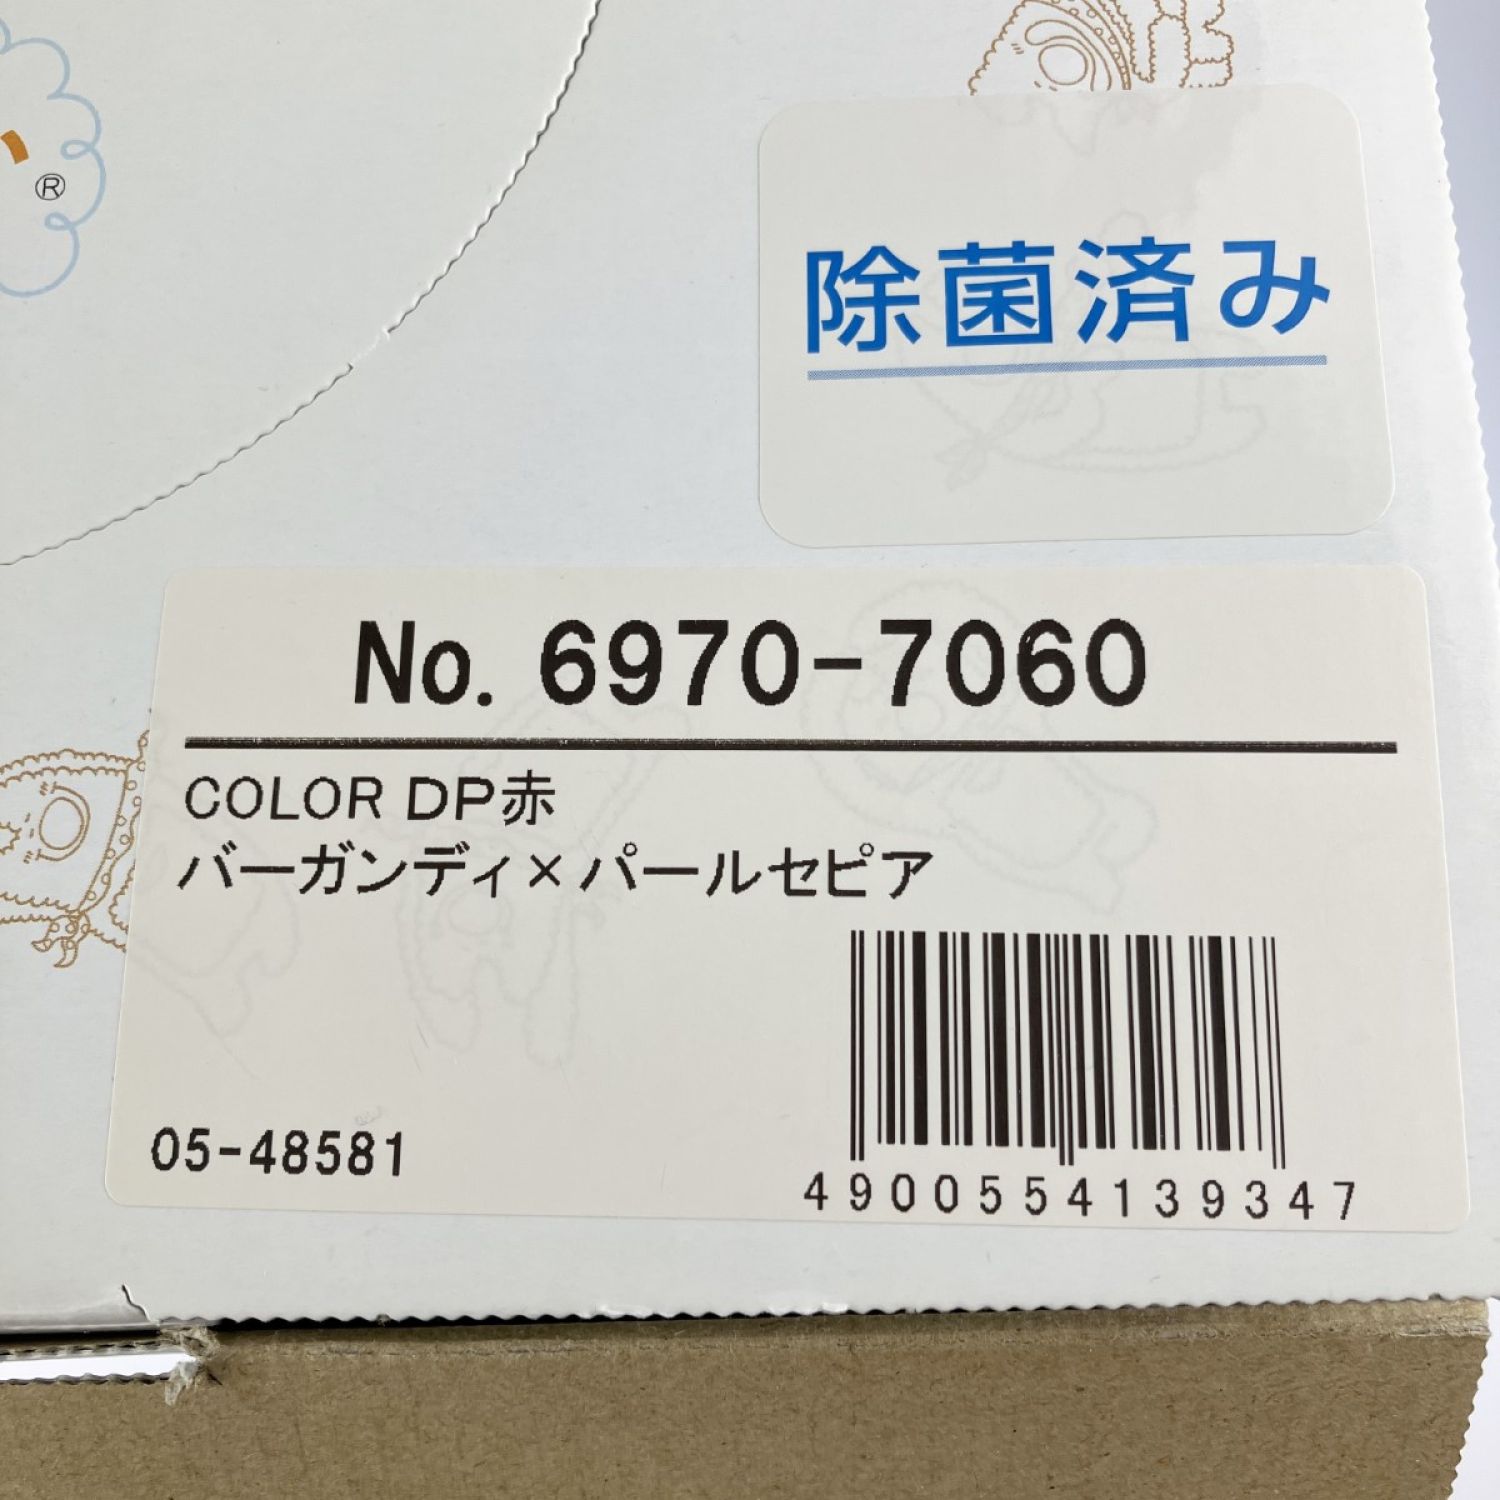 ®
除菌済み
No. 6970-7060
COLOR DP赤
バーガンディ×パールセピア
05-48581
4900554139347